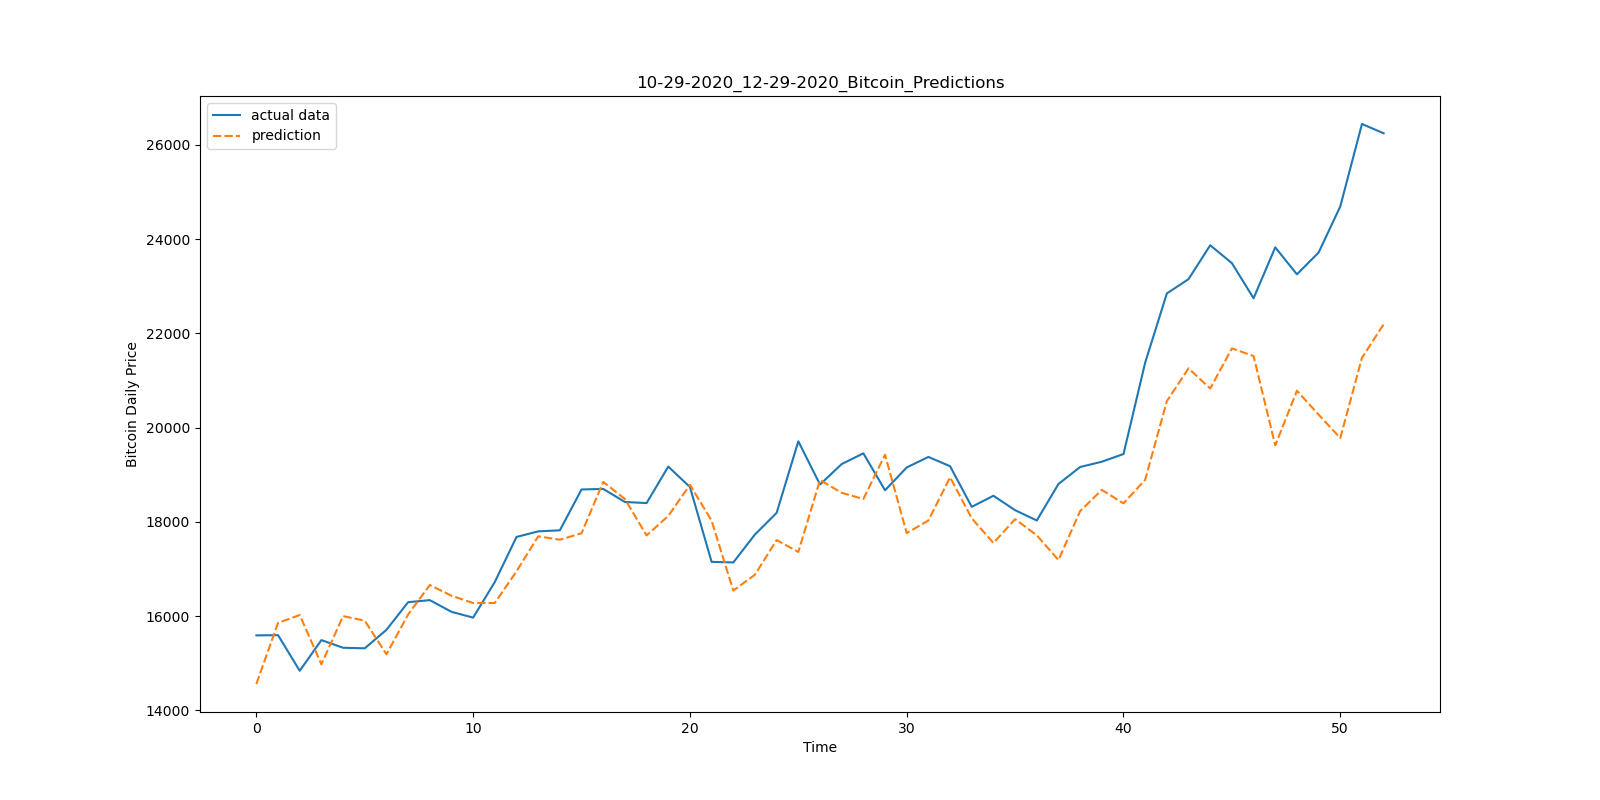 10-29-2020_12-29-2020_Bitcoin_Predictions
actual data
prediction
26000
24000
22000
20000
18000
16000
14000
Bitcoin Daily Price
0 10 20 30 40 50
Time